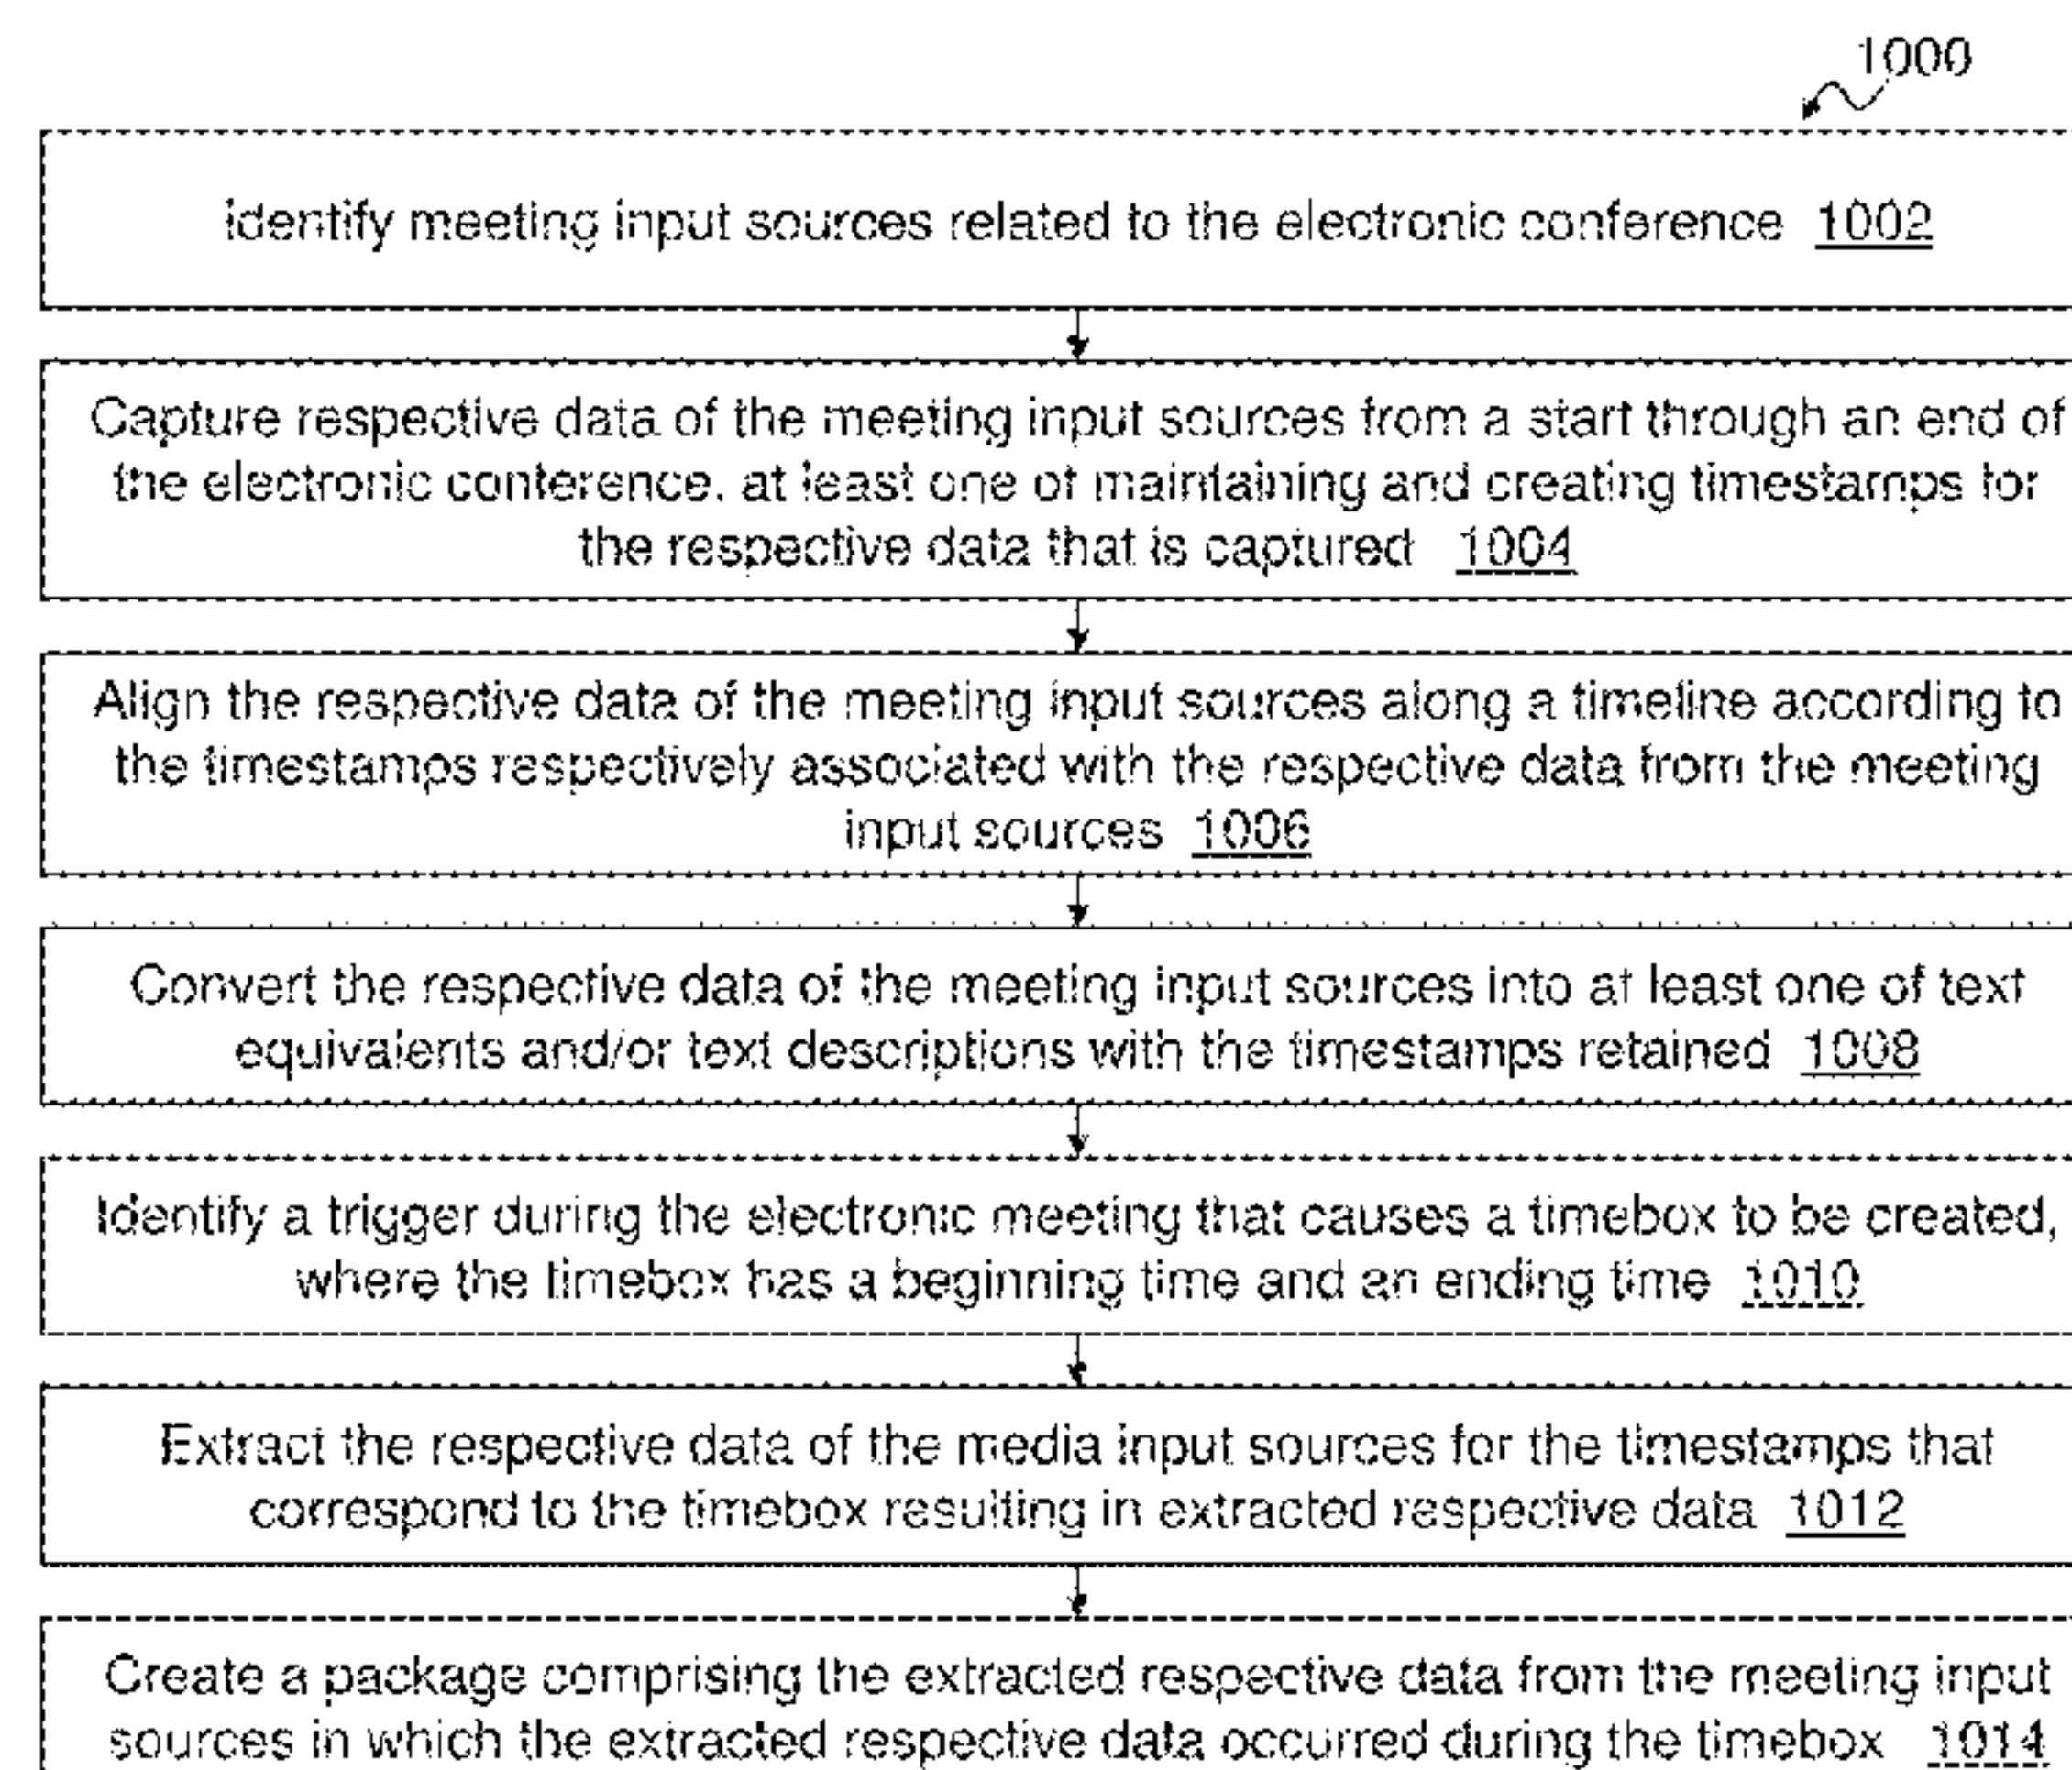 1000
Identify meeting input sources related to the electronic conference 1002
Capture respective data of the meeting input sources from a start through an end of
the electronic conference, at least one of maintaining and creating timestamps for
the respective data that is captured 1004
Align the respective data of the meeting input sources along a timeline according to
the timestamps respectively associated with the respective data from the meeting
input sources 1006
Convert the respective data of the meeting input sources into at least one of text
equivalents and/or text descriptions with the timestamps retained 1008
Identify a trigger during the electronic meeting that causes a timebox to be created,
where the timebox has a beginning time and an ending time 1010
Extract the respective data of the media input sources for the timestamps that
correspond to the timebox resulting in extracted respective data 1012
Create a package comprising the extracted respective data from the meeting input
sources in which the extracted respective data occurred during the timebox 1014